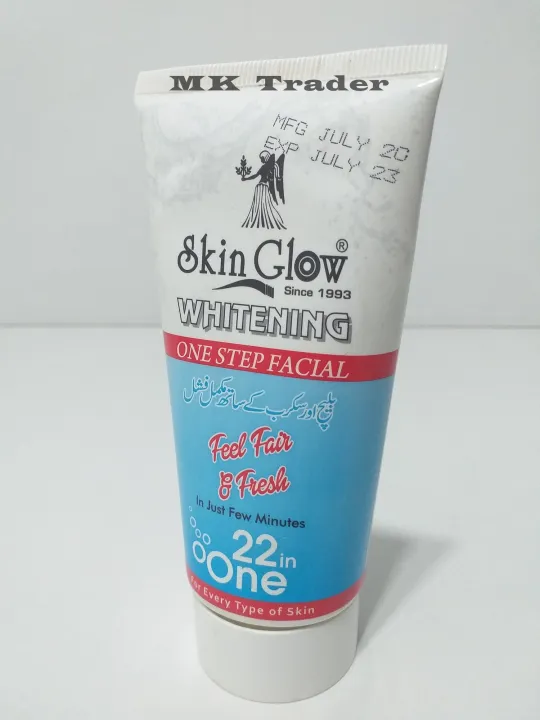 MK Trader
MFG JULY 20
EXP JULY 23
Skin Glow®
Since 1993
WHITENING
ONE STEP FACIAL
بلیچ اور سکرب کے ساتھ مکمل فیشل
Feel Fair
& Fresh
In Just Few Minutes
22 in
One
For Every Type of Skin